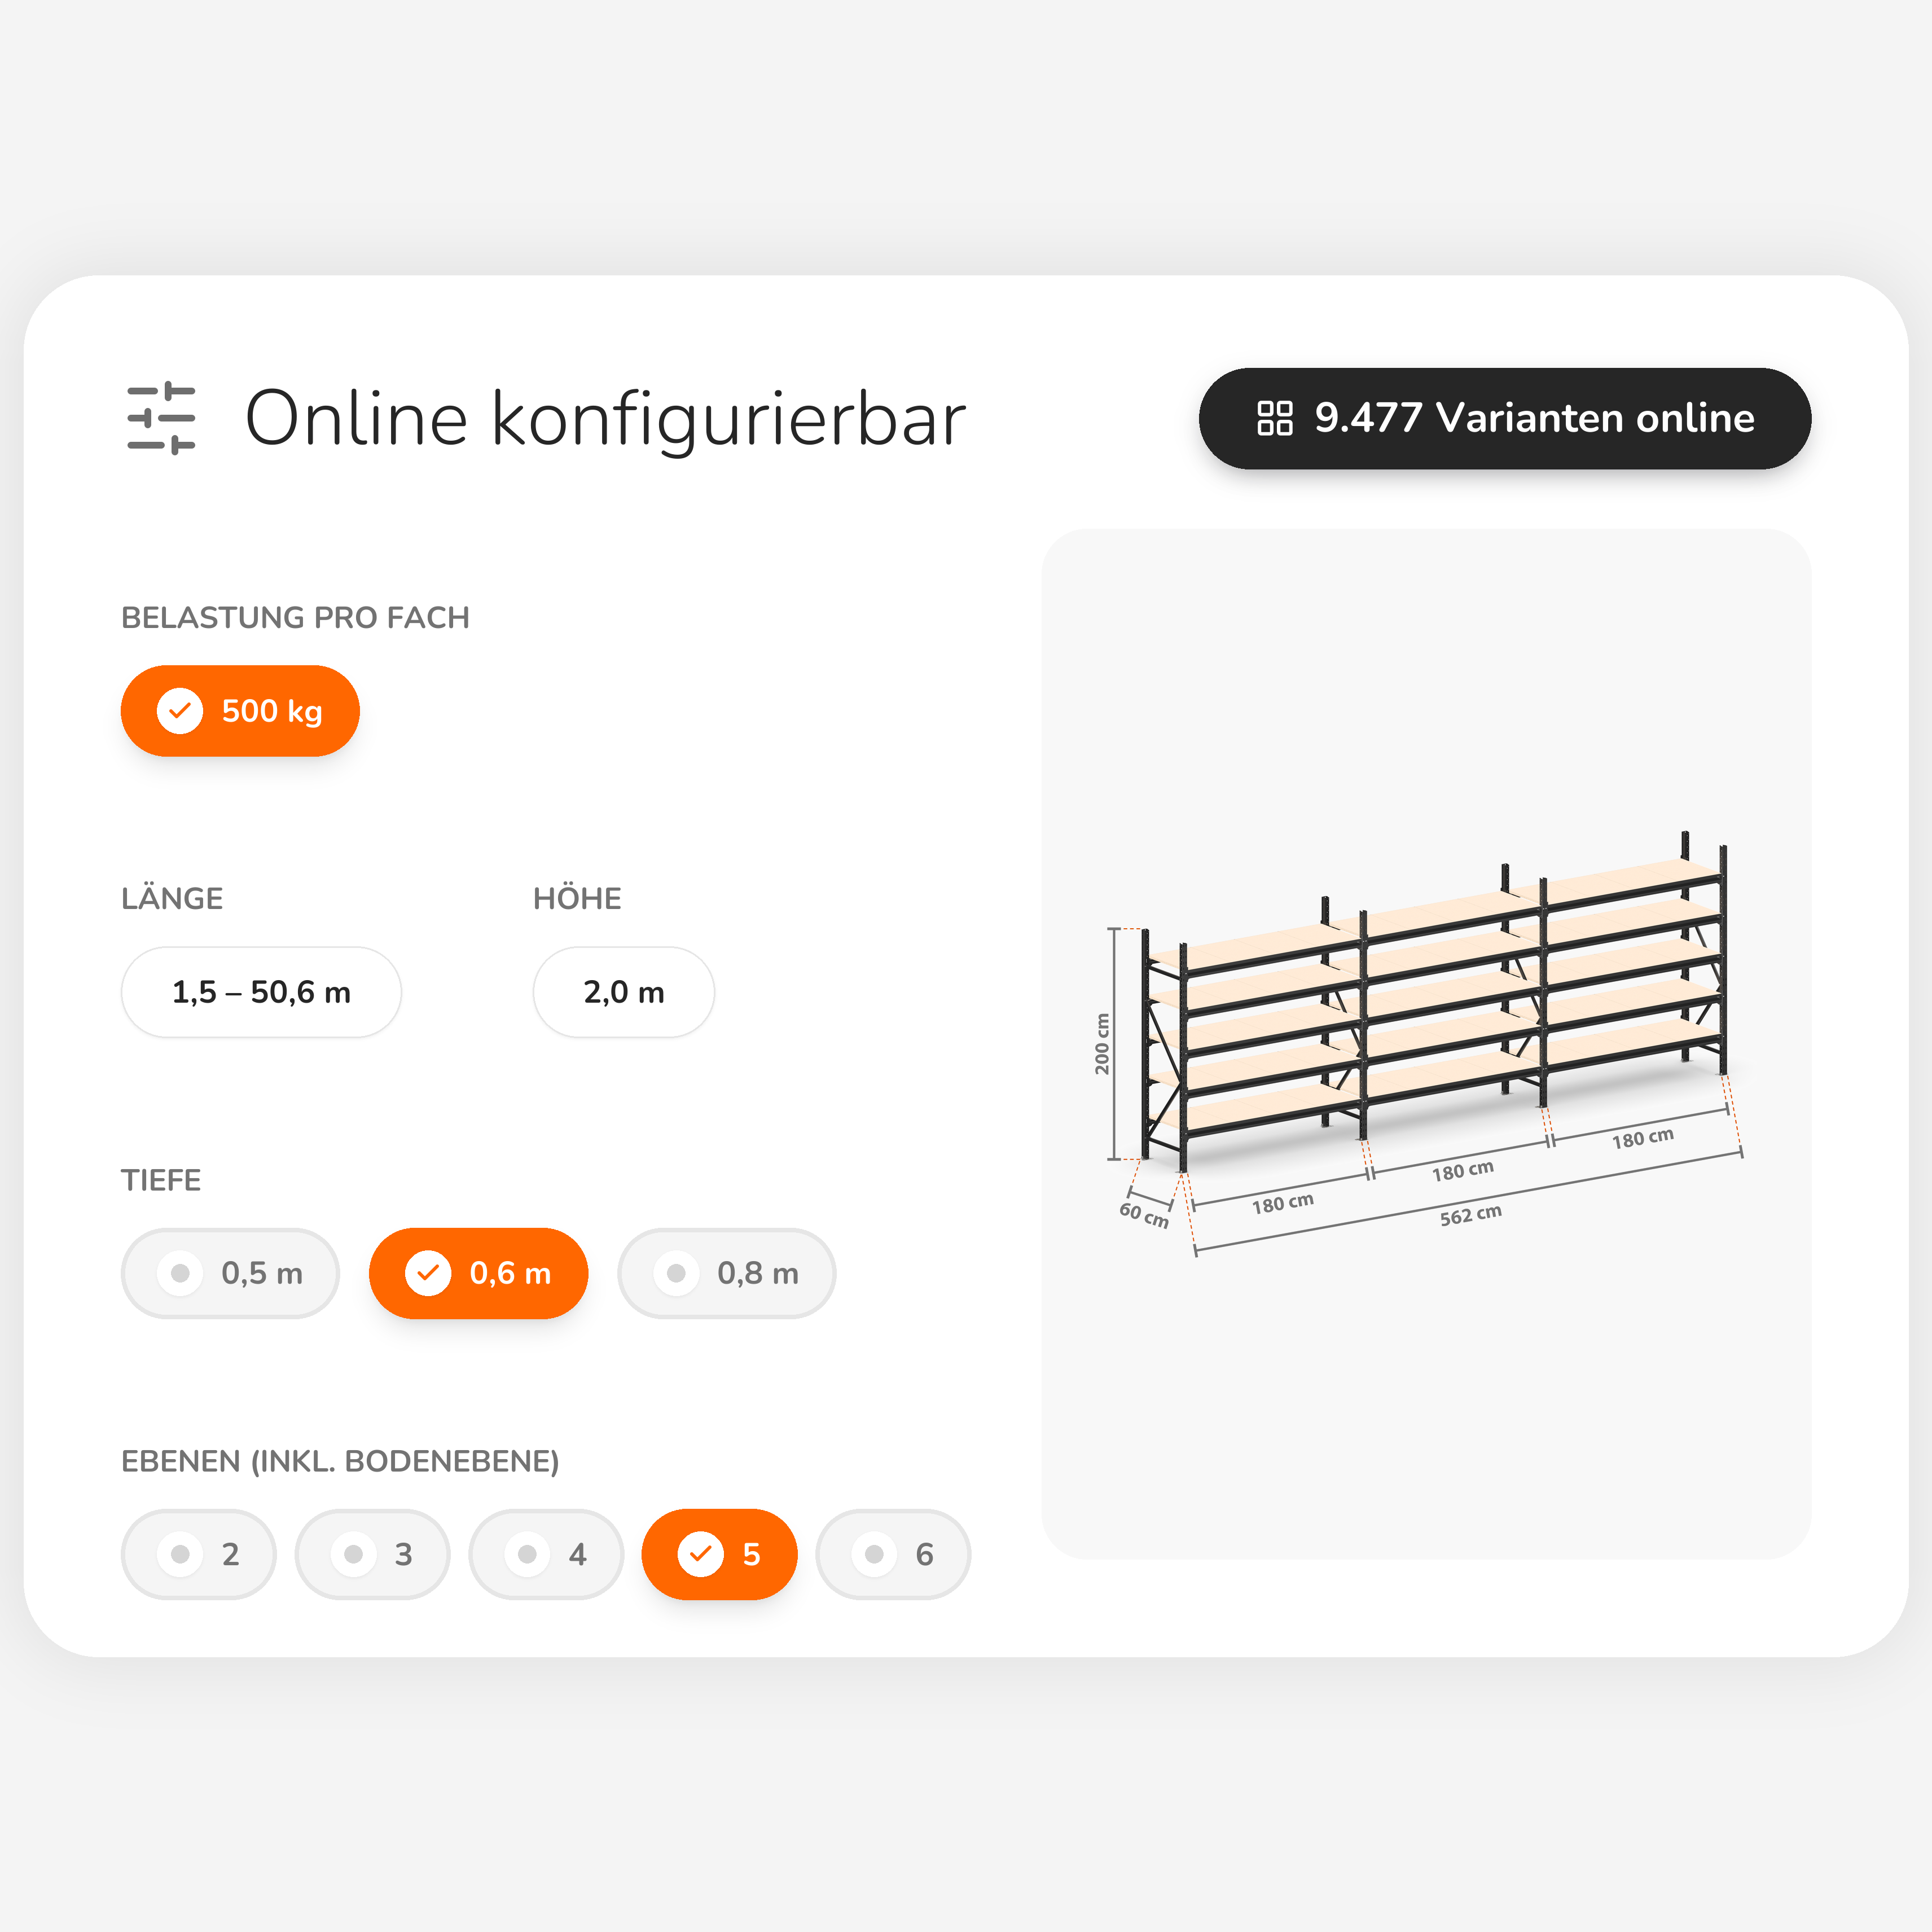 Online konfigurierbar
9.477 Varianten online
BELASTUNG PRO FACH
500 kg
LÄNGE
HÖHE
1,5 – 50,6 m
2,0 m
TIEFE
0,5 m
0,6 m
0,8 m
EBENEN (INKL. BODENEBENE)
2
3
4
5
6
200 cm
60 cm
180 cm
180 cm
180 cm
562 cm